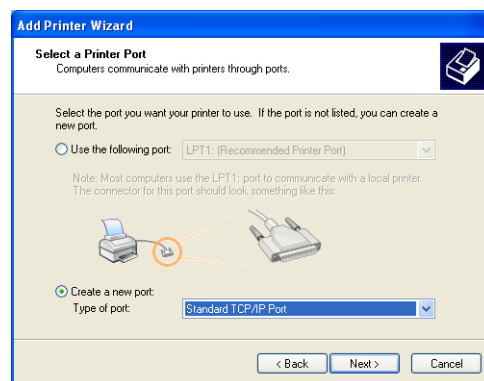 Add Printer Wizard
Select a Printer Port
Computers communicate with printers through ports.
Select the port you want your printer to use. If the port is not listed, you can create a
new port.
Use the following port: LPT1: (Recommended Printer Port)
Note: Most computers use the LPT1: port to communicate with a local printer.
The connector for this port should look something like this:
Create a new port:
Type of port: Standard TCP/IP Port
< Back Next > Cancel